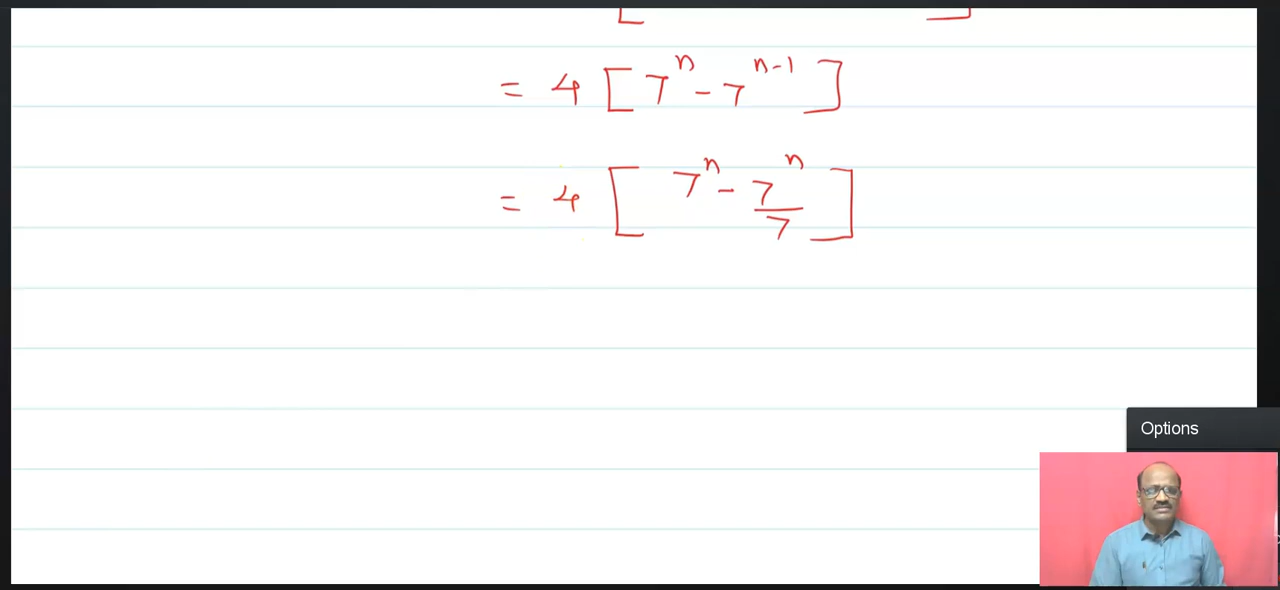 = 4 [ 7^n - 7^{n-1} ]
= 4 [ 7^n - 7^n/7 ]
Options